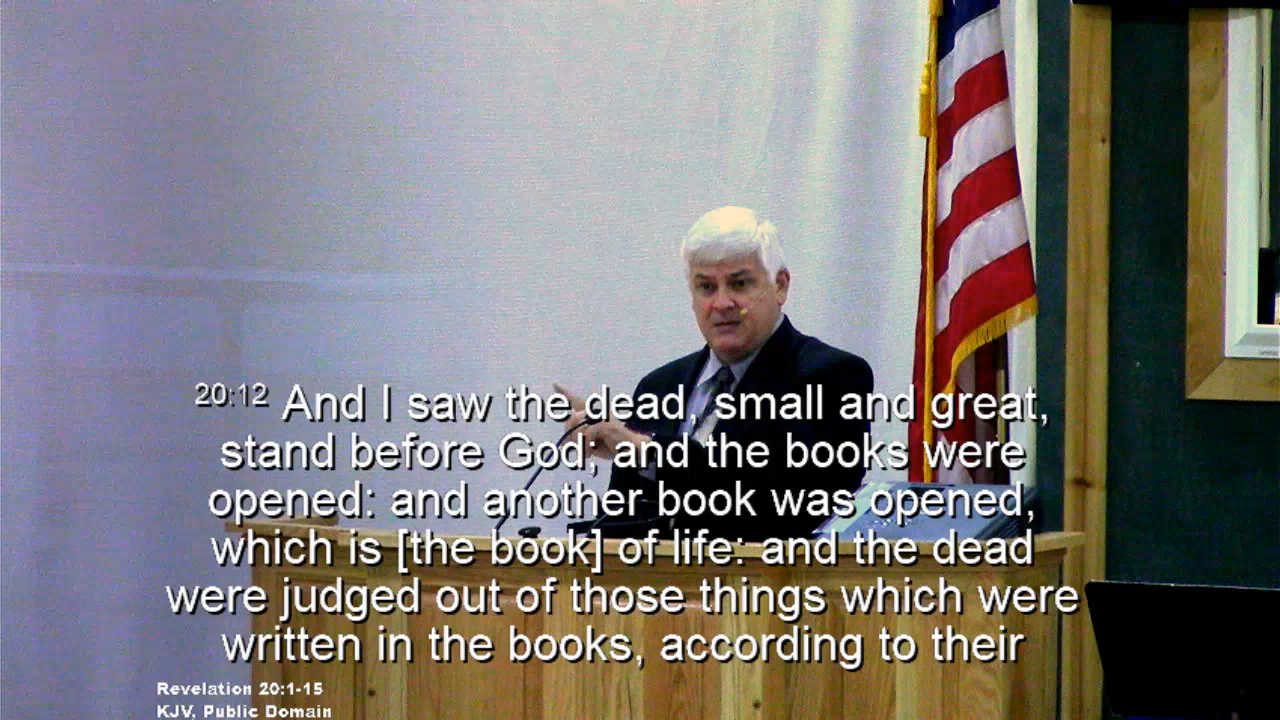 20:12 And I saw the dead, small and great,
stand before God; and the books were
opened: and another book was opened,
which is [the book] of life: and the dead
were judged out of those things which were
written in the books, according to their
Revelation 20:1-15
KJV, Public Domain